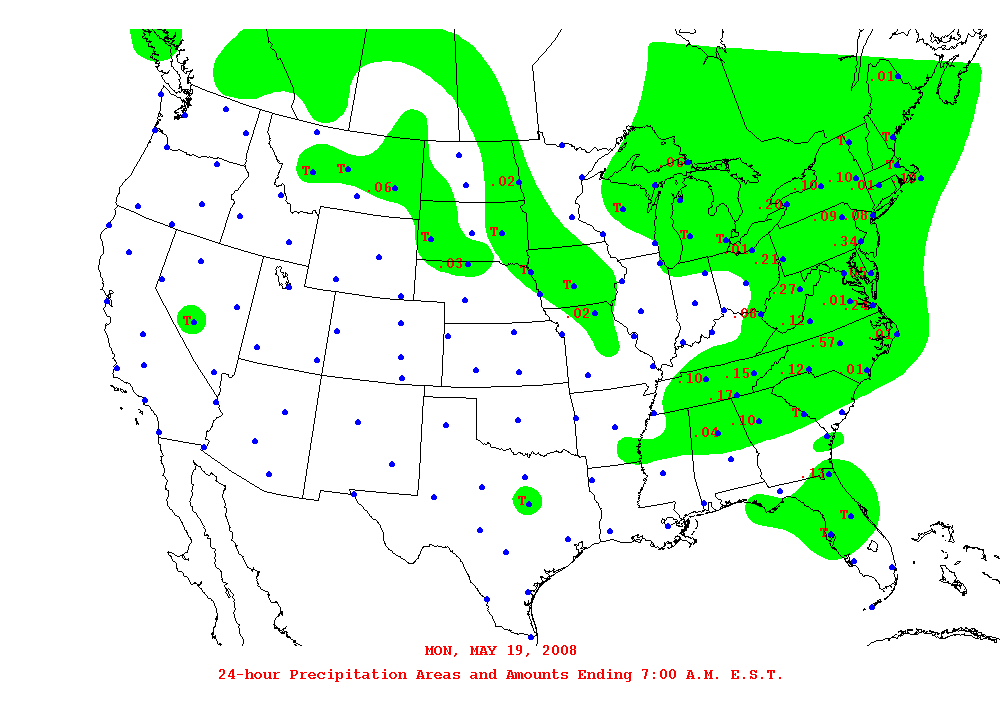 .01
T
T
.06
T
T
T
.10
.10
.01
.06
.02
T
.20
.09
.08
T
T
T
T
.01
.34
.03
T
.21
T
.27
.01
.02
.08
.12
T
.57
.01
.10
.15
.12
.01
.17
T
.04
.10
T
T
T
MON, MAY 19, 2008
24-hour Precipitation Areas and Amounts Ending 7:00 A.M. E.S.T.